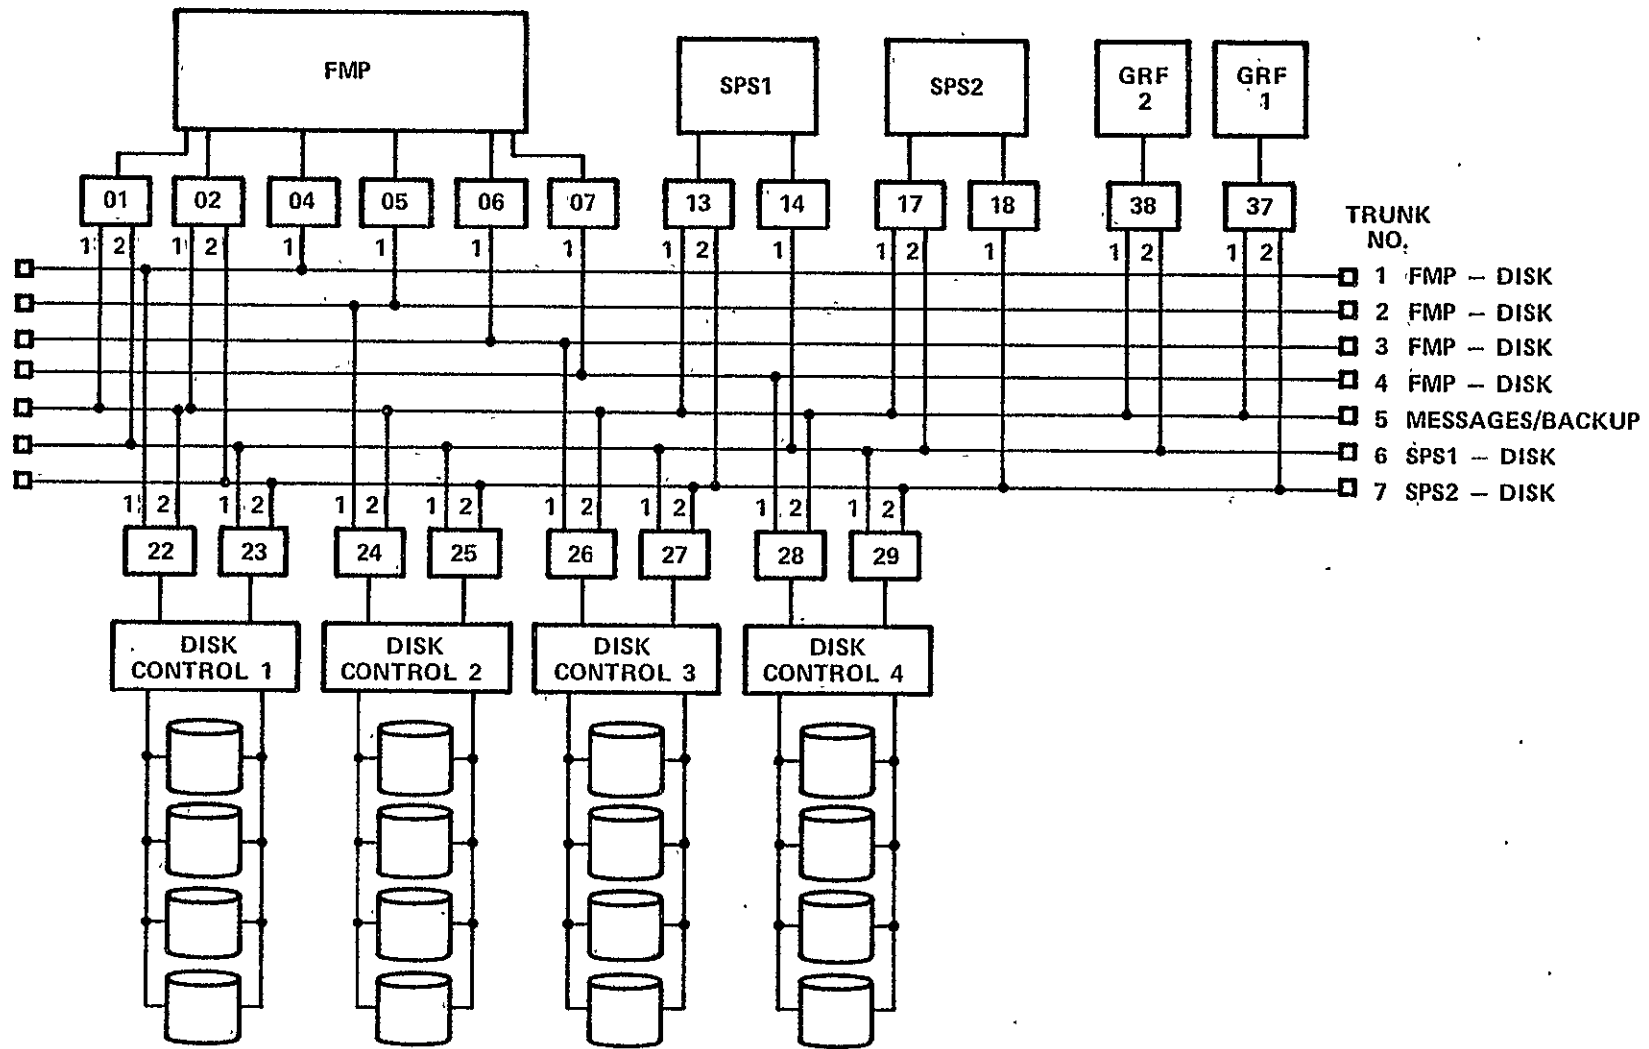 FMP
SPS1
SPS2
GRF
2
GRF
1
01 02 04 05 06 07 13 14 17 18 38 37
TRUNK
NO.
1 2 1 2 1 1 1 1 1 2 1 1 2 1 1 2 1 2
1 FMP – DISK
2 FMP – DISK
3 FMP – DISK
4 FMP – DISK
5 MESSAGES/BACKUP
6 SPS1 – DISK
7 SPS2 – DISK
1 2 1 2 1 2 1 2 1 2 1 2 1 2 1 2
22 23 24 25 26 27 28 29
DISK
CONTROL 1
DISK
CONTROL 2
DISK
CONTROL 3
DISK
CONTROL 4